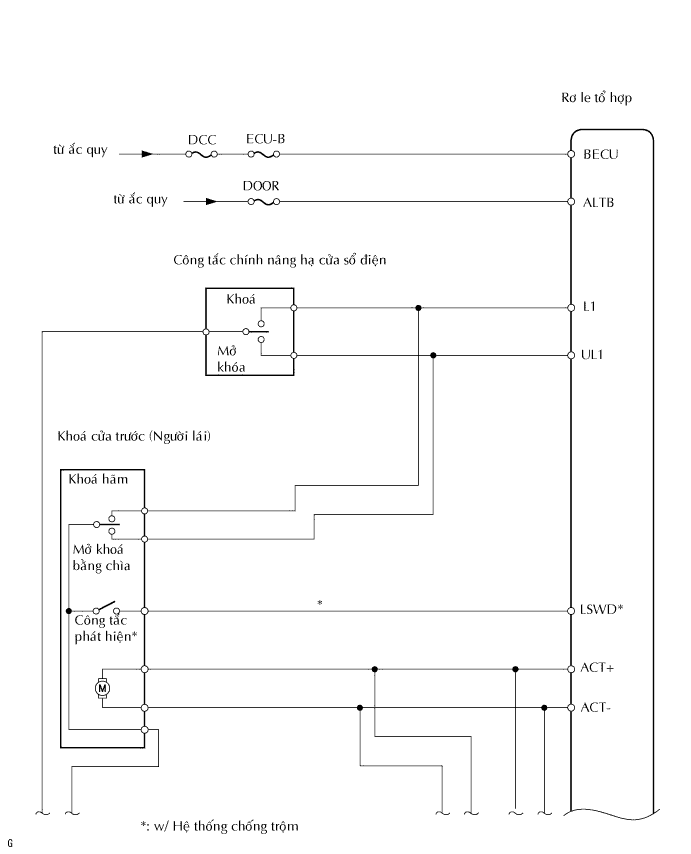 Rơ le tổ hợp
DCC
ECU-B
từ ắc quy
BECU
DOOR
từ ắc quy
ALTB
Công tắc chính nâng hạ cửa sổ điện
Khoá
L1
Mở
khóa
UL1
Khoá cửa trước (Người lái)
Khoá hãm
Mở khoá
bằng chìa
*
LSWD*
Công tắc
phát hiện*
ACT+
M
ACT-
*: w/ Hệ thống chống trộm
G